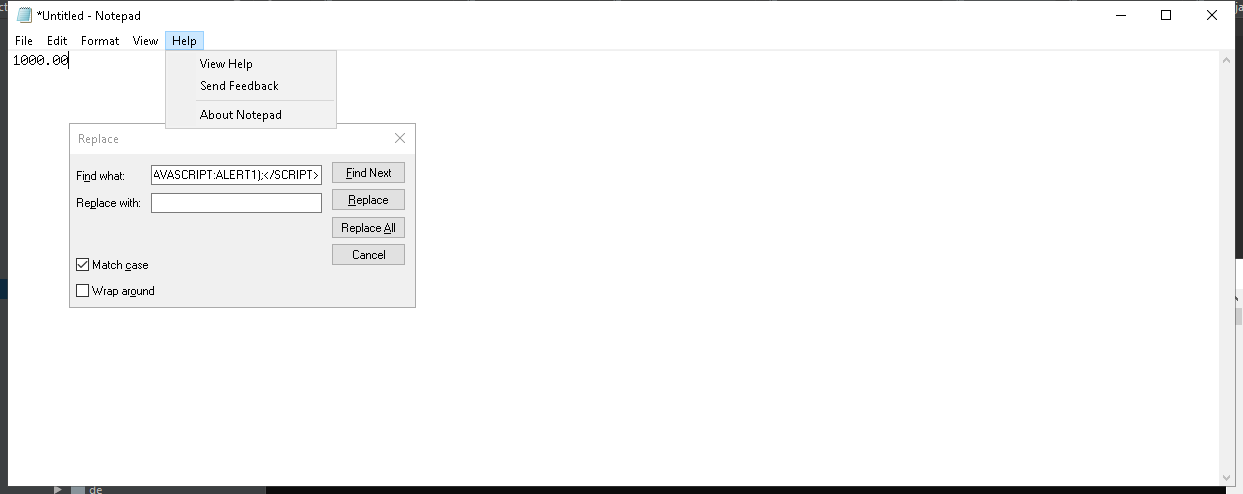 *Untitled - Notepad
File Edit Format View Help
1000.00
View Help
Send Feedback
About Notepad
Replace
Find what: AVASCRIPT:ALERT1);</SCRIPT> Find Next
Replace with: Replace
Replace All
Cancel
Match case
Wrap around
de